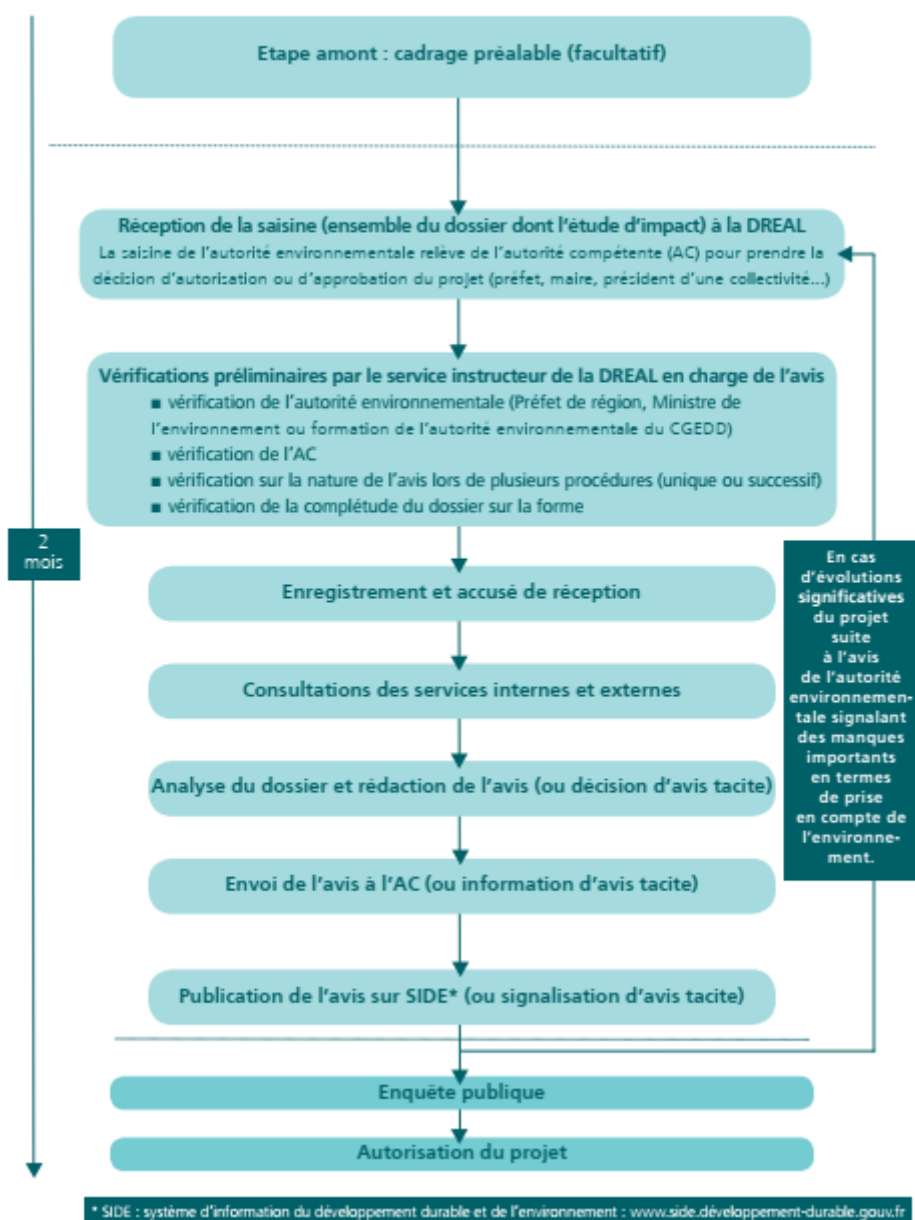 Etape amont : cadrage préalable (facultatif)
Réception de la saisine (ensemble du dossier dont l'étude d'impact) à la DREAL
La saisine de l'autorité environnementale relève de l'autorité compétente (AC) pour prendre la
décision d'autorization ou d'approbation du projet (préfet, maire, président d'une collectivité...)
Vérifications préliminaires par le service instructeur de la DREAL en charge de l'avis
■ vérification de l'autorité environnementale (Préfet de région, Ministre de
l'environnement ou formation de l'autorité environnementale du CGEDD)
■ vérification de l'AC
■ vérification sur la nature de l'avis lors de plusieurs procédures (unique ou successif)
■ vérification de la complétude du dossier sur la forme
2
mois
Enregistrement et accusé de réception
Consultations des services internes et externes
Analyse du dossier et rédaction de l'avis (ou décision d'avis tacite)
Envoi de l'avis à l'AC (ou information d'avis tacite)
Publication de l'avis sur SIDE* (ou signalisation d'avis tacite)
En cas
d'évolutions
significatives
du projet
suite
à l'avis
de l'autorité
environnemen-
tale signalant
des manques
importants
en termes
de prise
en compte de
l'environne-
ment.
Enquête publique
Autorisation du projet
* SIDE : système d'information du développement durable et de l'environnement : www.side.développement-durable.gouv.fr